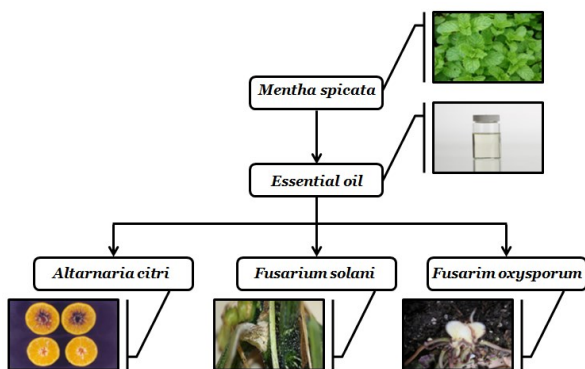 Mentha spicata
Essential oil
Altarnaria citri
Fusarium solani
Fusarim oxysporum